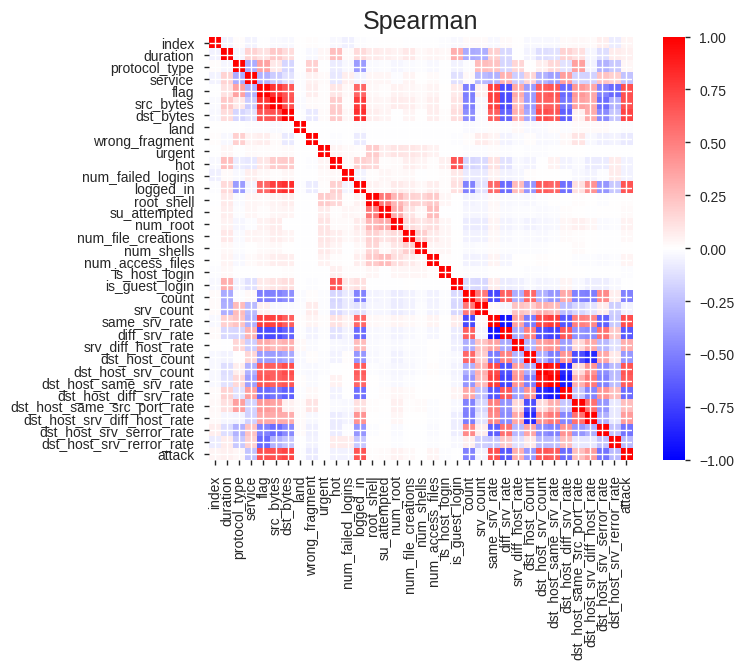 Spearman
index
duration
protocol_type
service
flag
src_bytes
dst_bytes
land
wrong_fragment
urgent
hot
num_failed_logins
logged_in
root_shell
su_attempted
num_root
num_file_creations
num_shells
num_access_files
is_host_login
is_guest_login
count
srv_count
same_srv_rate
diff_srv_rate
srv_diff_host_rate
dst_host_count
dst_host_srv_count
dst_host_same_srv_rate
dst_host_diff_srv_rate
dst_host_same_src_port_rate
dst_host_srv_diff_host_rate
dst_host_srv_serror_rate
dst_host_srv_rerror_rate
attack
index
duration
protocol_type
service
flag
src_bytes
dst_bytes
land
wrong_fragment
urgent
hot
num_failed_logins
logged_in
root_shell
su_attempted
num_root
num_file_creations
num_shells
num_access_files
is_host_login
is_guest_login
count
srv_count
same_srv_rate
diff_srv_rate
srv_diff_host_rate
dst_host_count
dst_host_srv_count
dst_host_same_srv_rate
dst_host_diff_srv_rate
dst_host_same_src_port_rate
dst_host_srv_diff_host_rate
dst_host_srv_serror_rate
dst_host_srv_rerror_rate
attack
1.00
0.75
0.50
0.25
0.00
−0.25
−0.50
−0.75
−1.00